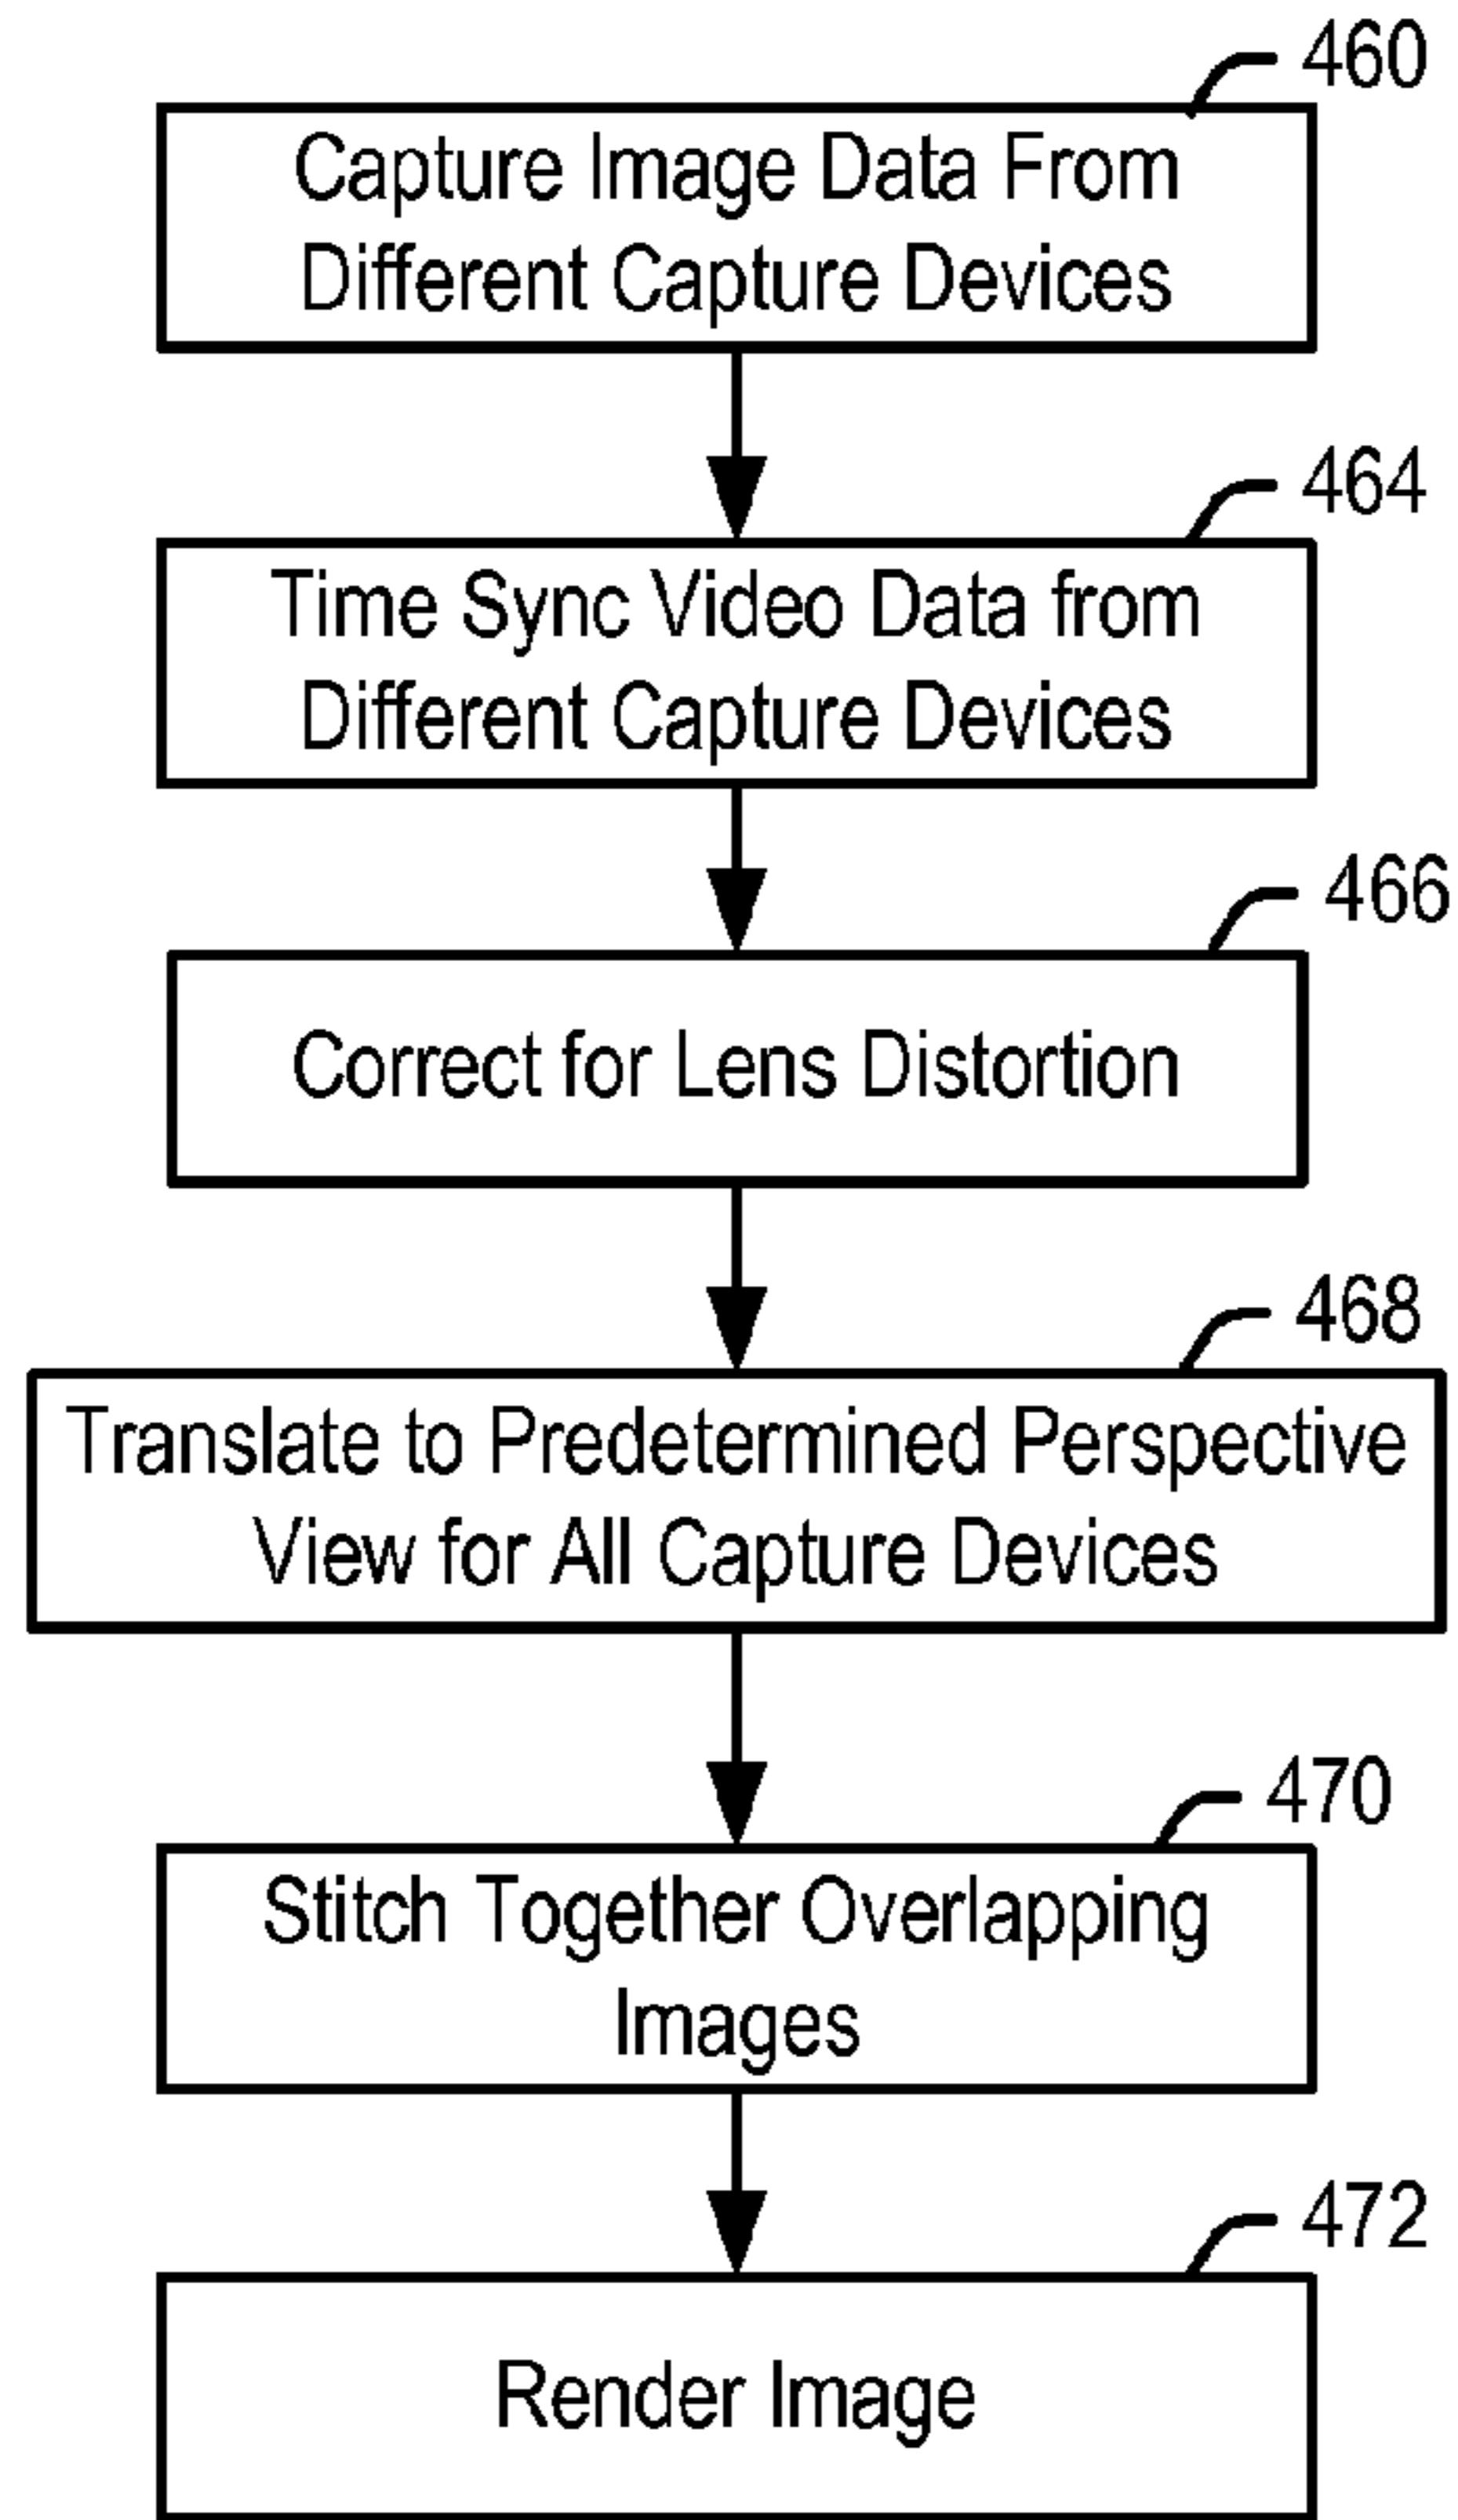 460
Capture Image Data From
Different Capture Devices
464
Time Sync Video Data from
Different Capture Devices
466
Correct for Lens Distortion
468
Translate to Predetermined Perspective
View for All Capture Devices
470
Stitch Together Overlapping
Images
472
Render Image